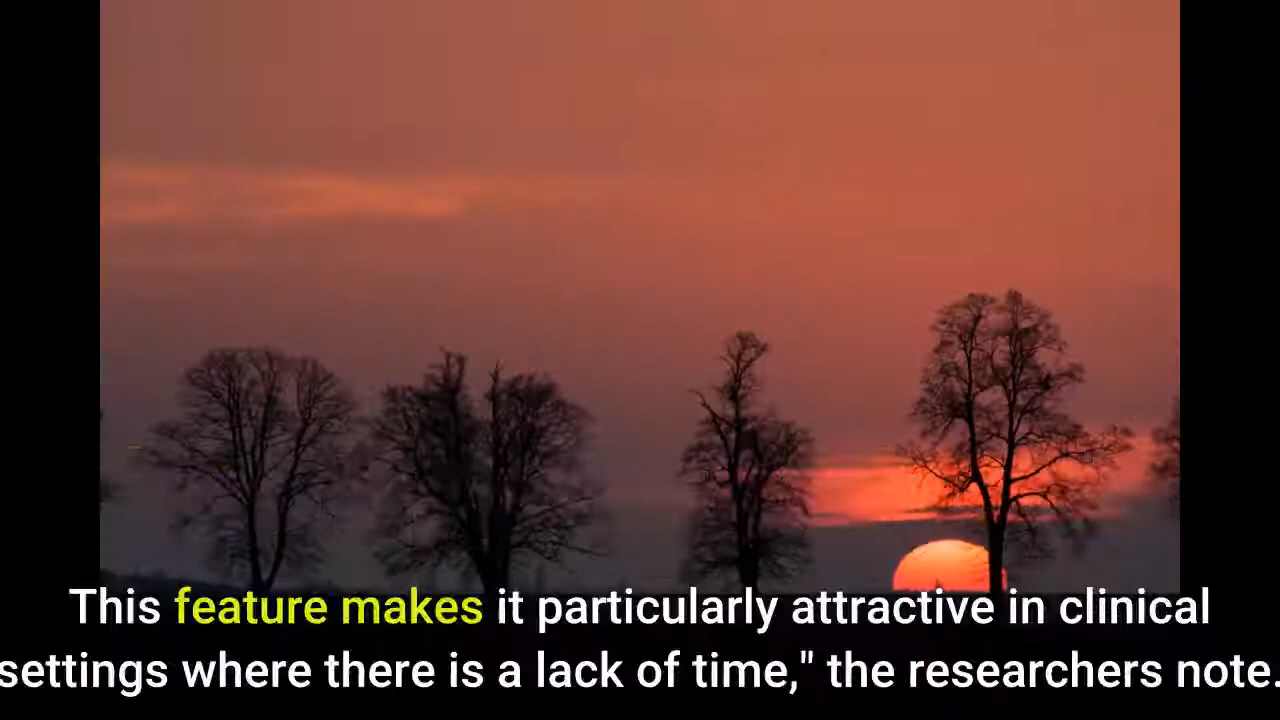 This feature makes it particularly attractive in clinical
settings where there is a lack of time," the researchers note.